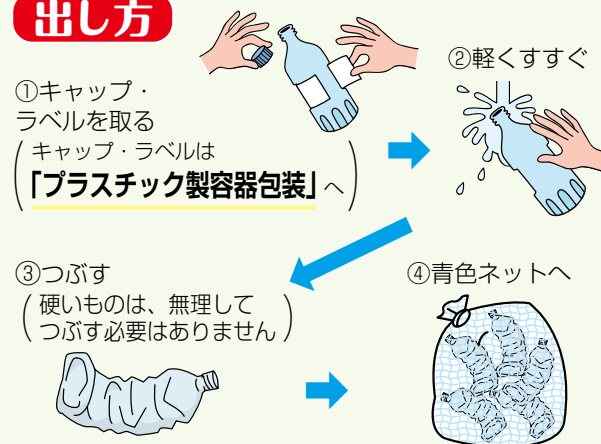 出し方
①キャップ・
ラベルを取る
(キャップ・ラベルは
「プラスチック製容器包装」へ)
②軽くすすぐ
③つぶす
(硬いものは、無理して
つぶす必要はありません)
④青色ネットへ